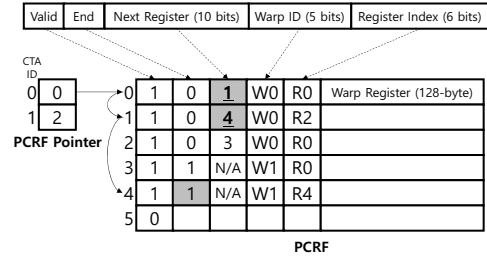 Valid End Next Register (10 bits) Warp ID (5 bits) Register Index (6 bits)
CTA
ID
0 0
1 2
PCRF Pointer
0 1 0 1 W0 R0 Warp Register (128-byte)
1 1 0 4 W0 R2
2 1 0 3 W0 R0
3 1 1 N/A W1 R0
4 1 1 N/A W1 R4
5 0
PCRF